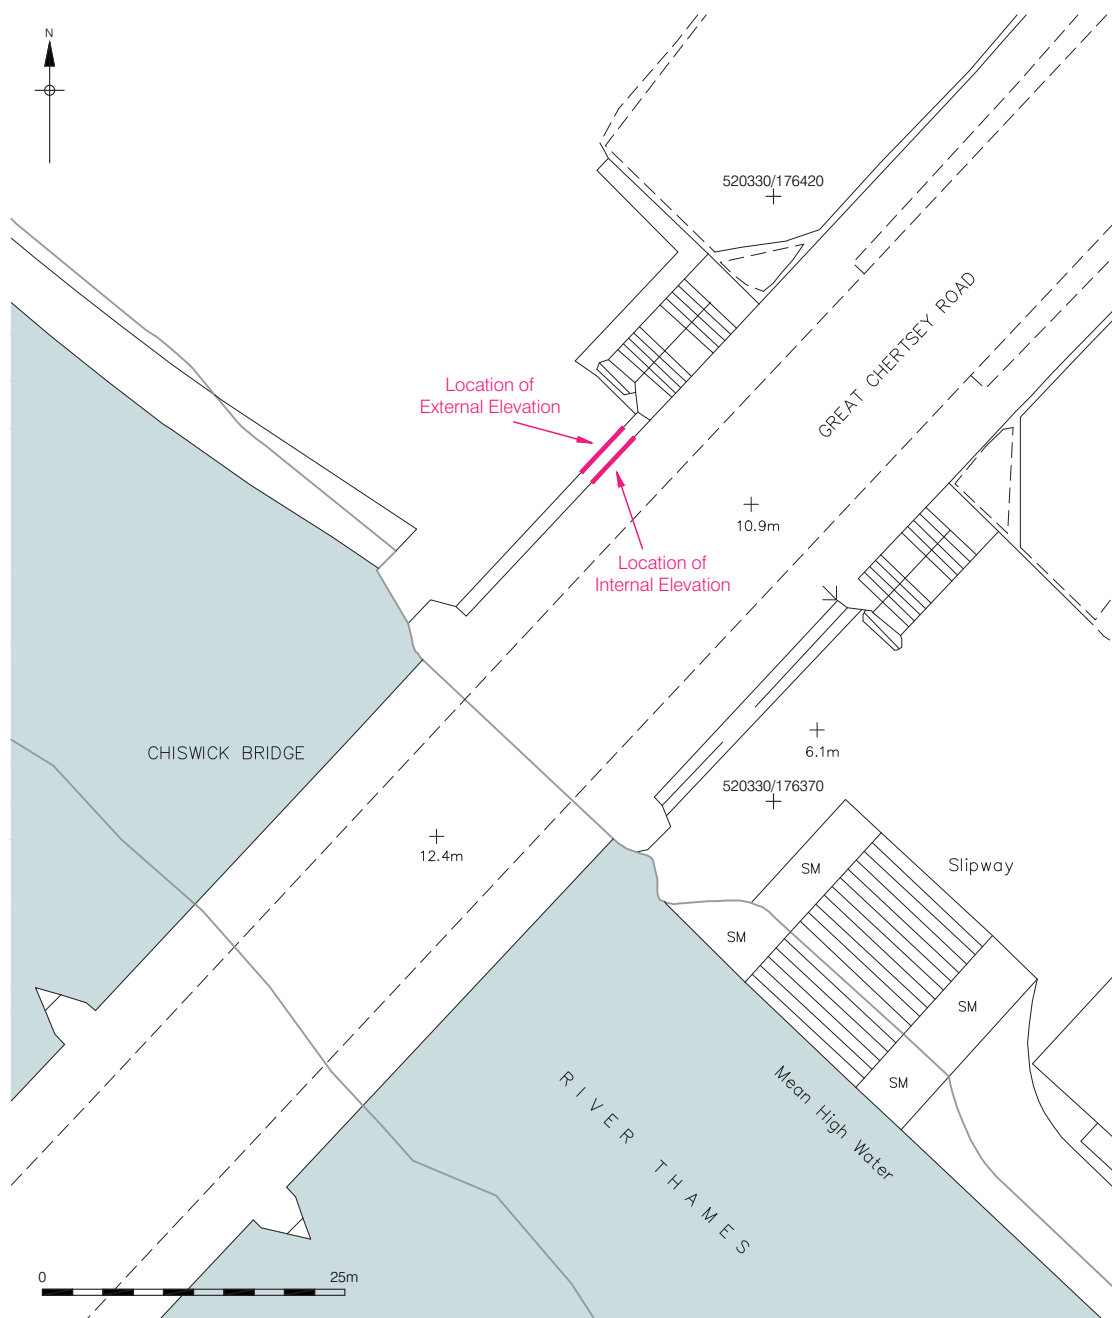 N
520330/176420
GREAT CHERTSEY ROAD
Location of
External Elevation
10.9m
Location of
Internal Elevation
6.1m
CHISWICK BRIDGE
520330/176370
12.4m
SM
Slipway
SM
SM
SM
Mean High Water
RIVER THAMES
0
25m